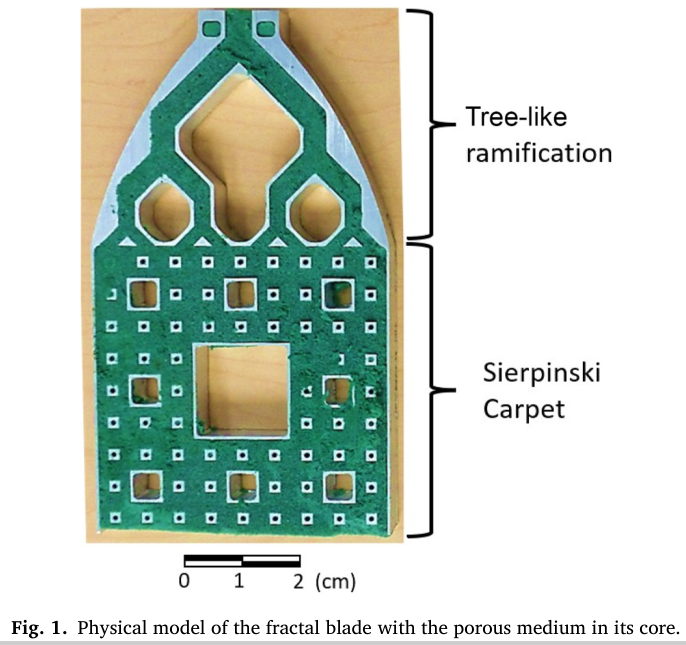 Tree-like
ramification
Sierpinski
Carpet
0 1 2 (cm)
Fig. 1. Physical model of the fractal blade with the porous medium in its core.